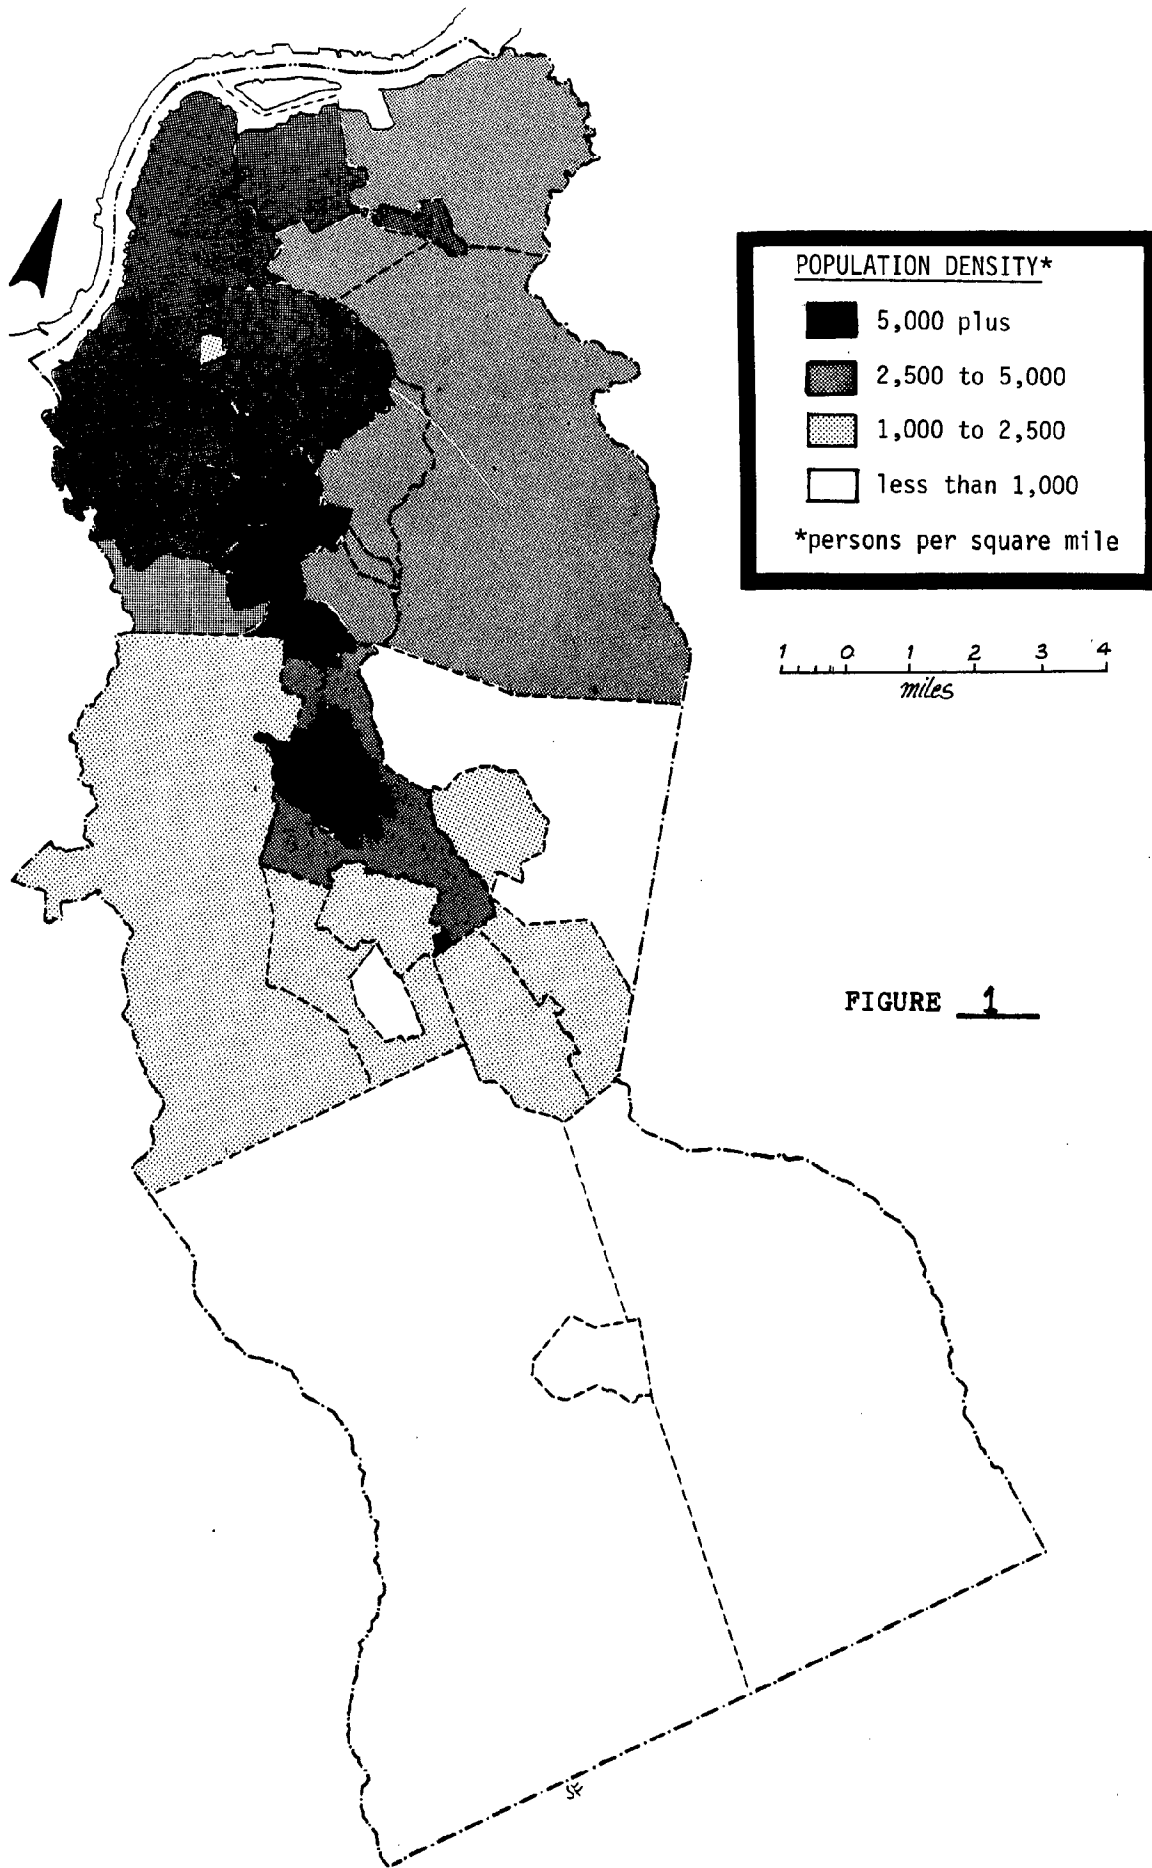 POPULATION DENSITY*
5,000 plus
2,500 to 5,000
1,000 to 2,500
less than 1,000
*persons per square mile
1 0 1 2 3 4
miles
FIGURE 1
SF